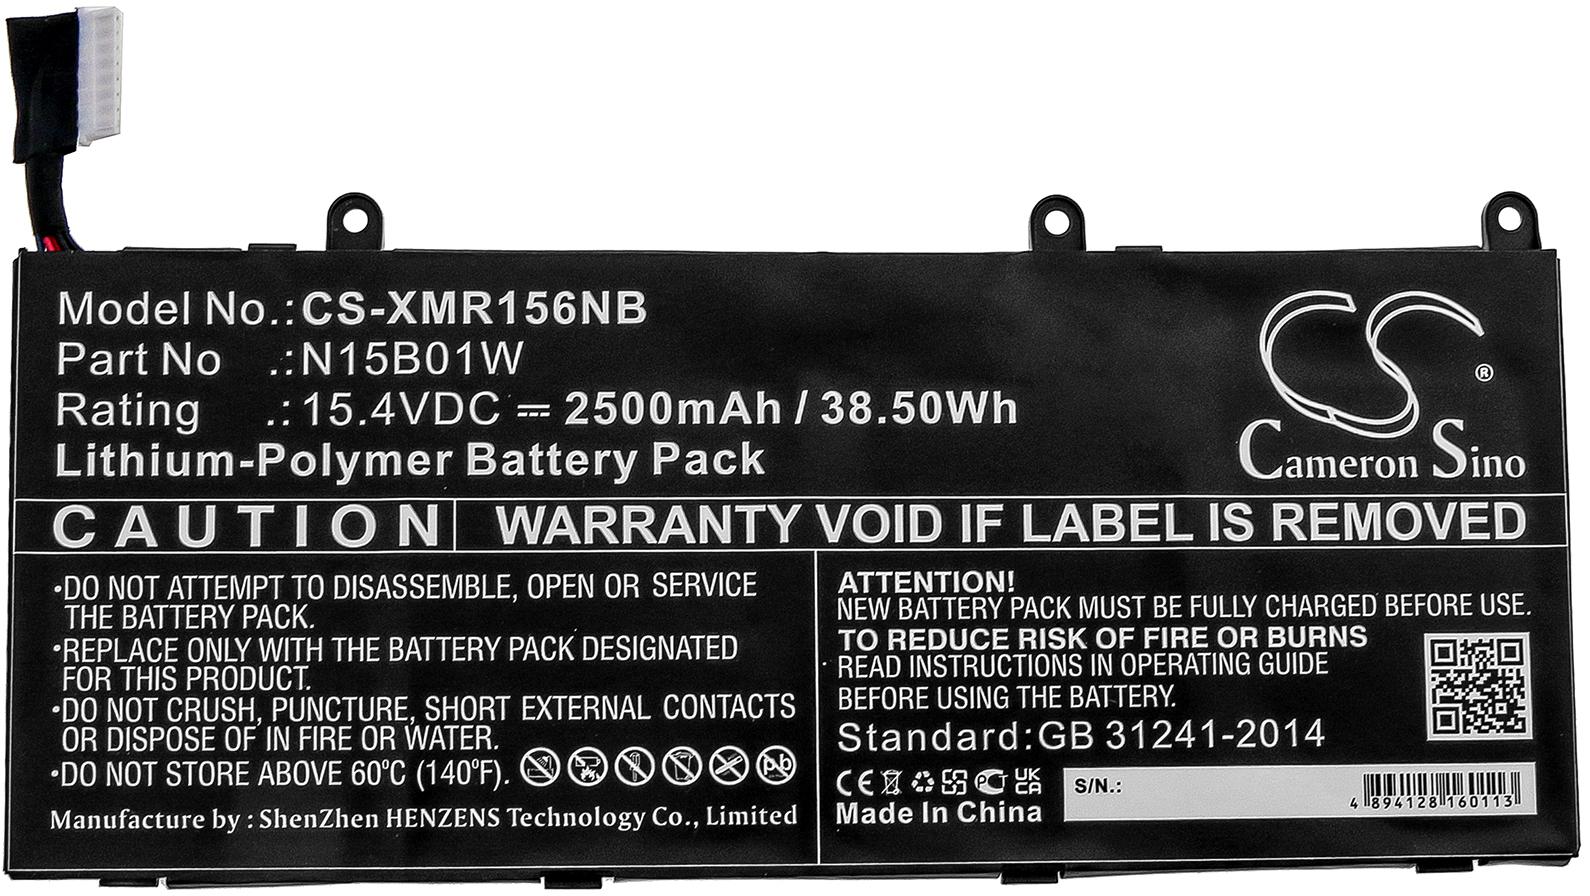 Model No.:CS-XMR156NB
Part No .:N15B01W
Rating .:15.4VDC ⎓ 2500mAh / 38.50Wh
Lithium-Polymer Battery Pack
CS
®
Cameron Sino
CAUTION
WARRANTY VOID IF LABEL IS REMOVED
•DO NOT ATTEMPT TO DISASSEMBLE, OPEN OR SERVICE
THE BATTERY PACK.
•REPLACE ONLY WITH THE BATTERY PACK DESIGNATED
FOR THIS PRODUCT.
•DO NOT CRUSH, PUNCTURE, SHORT EXTERNAL CONTACTS
OR DISPOSE OF IN FIRE OR WATER.
•DO NOT STORE ABOVE 60°C (140°F).
Pb
Manufacture by : ShenZhen HENZENS Technology Co., Limited
ATTENTION!
NEW BATTERY PACK MUST BE FULLY CHARGED BEFORE USE.
TO REDUCE RISK OF FIRE OR BURNS
READ INSTRUCTIONS IN OPERATING GUIDE
BEFORE USING THE BATTERY.
Standard:GB 31241-2014
CE UK CA
Made in China
S/N.:
4 894128 160113